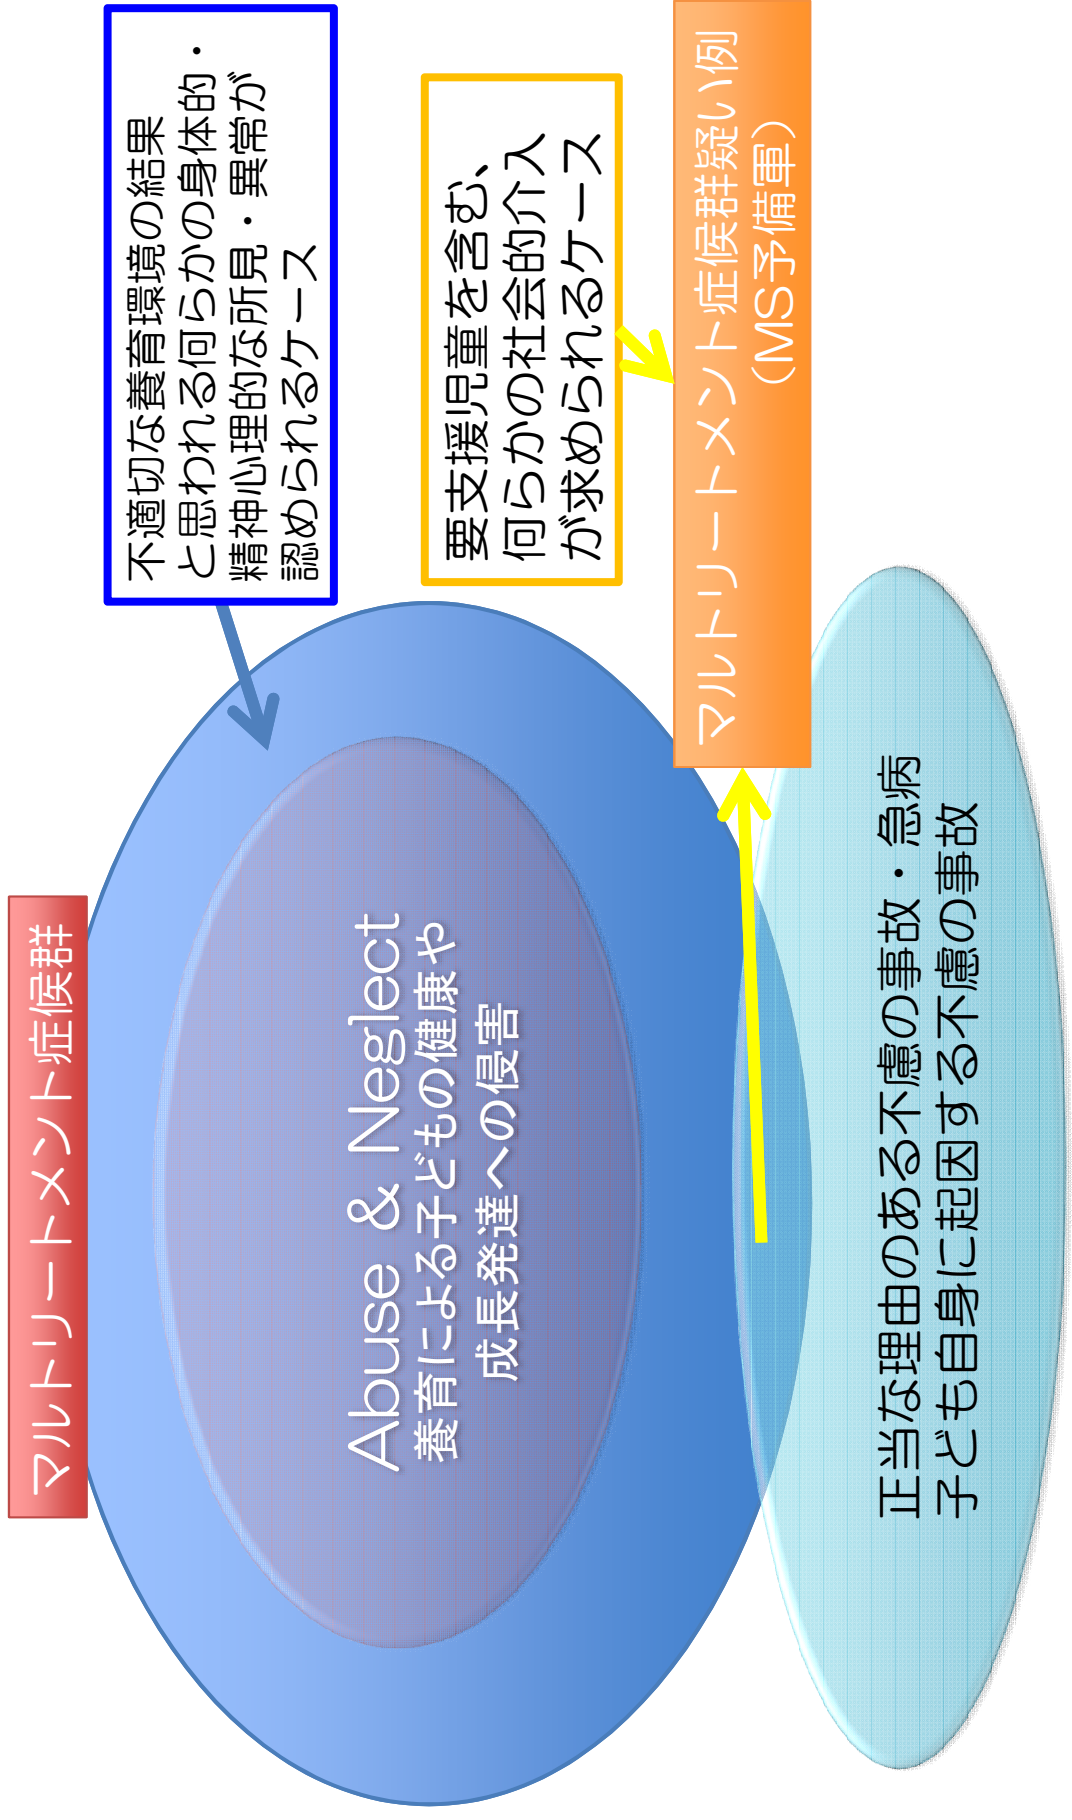 マルトリートメント症候群
不適切な養育環境の結果
と思われる何らかの身体的・
精神心理的な所見・異常が
認められるケース
Abuse & Neglect
養育による子どもの健康や
成長発達への侵害
要支援児童を含む、
何らかの社会的介入
が求められるケース
マルトリートメント症候群疑い例
（MS予備軍）
正当な理由のある不慮の事故・急病
子ども自身に起因する不慮の事故